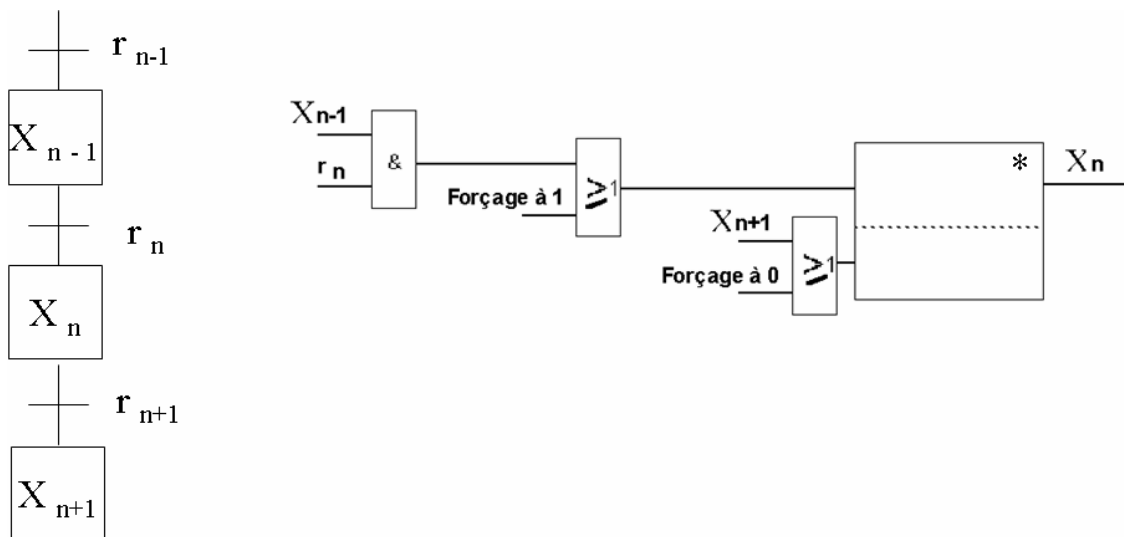 r n-1
X n - 1
r n
X n
r n+1
X n+1
Xn-1
r n
&
Forçage à 1
≥1
Xn+1
Forçage à 0
≥1
*
Xn